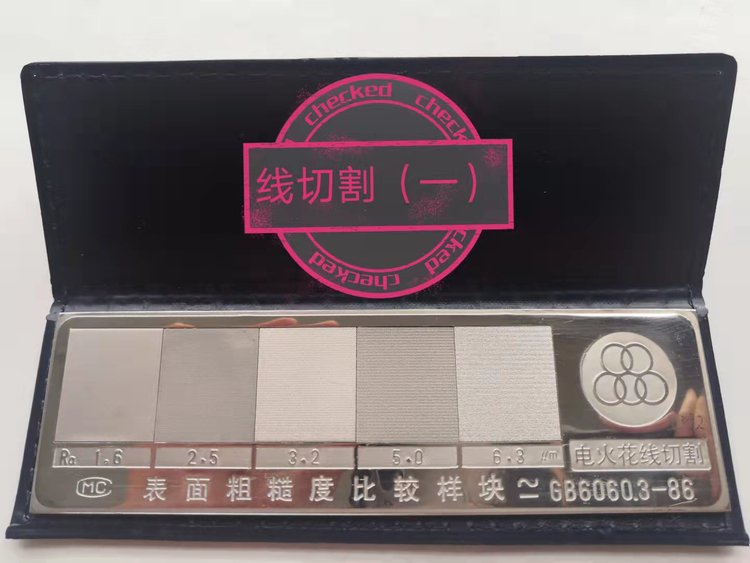 checked checked
线切割（一）
checked checked
Ra 1.6 2.5 3.2 5.0 6.3 μm
电火花线切割
MC 表面粗糙度比较样块 ≃ GB6060.3-86